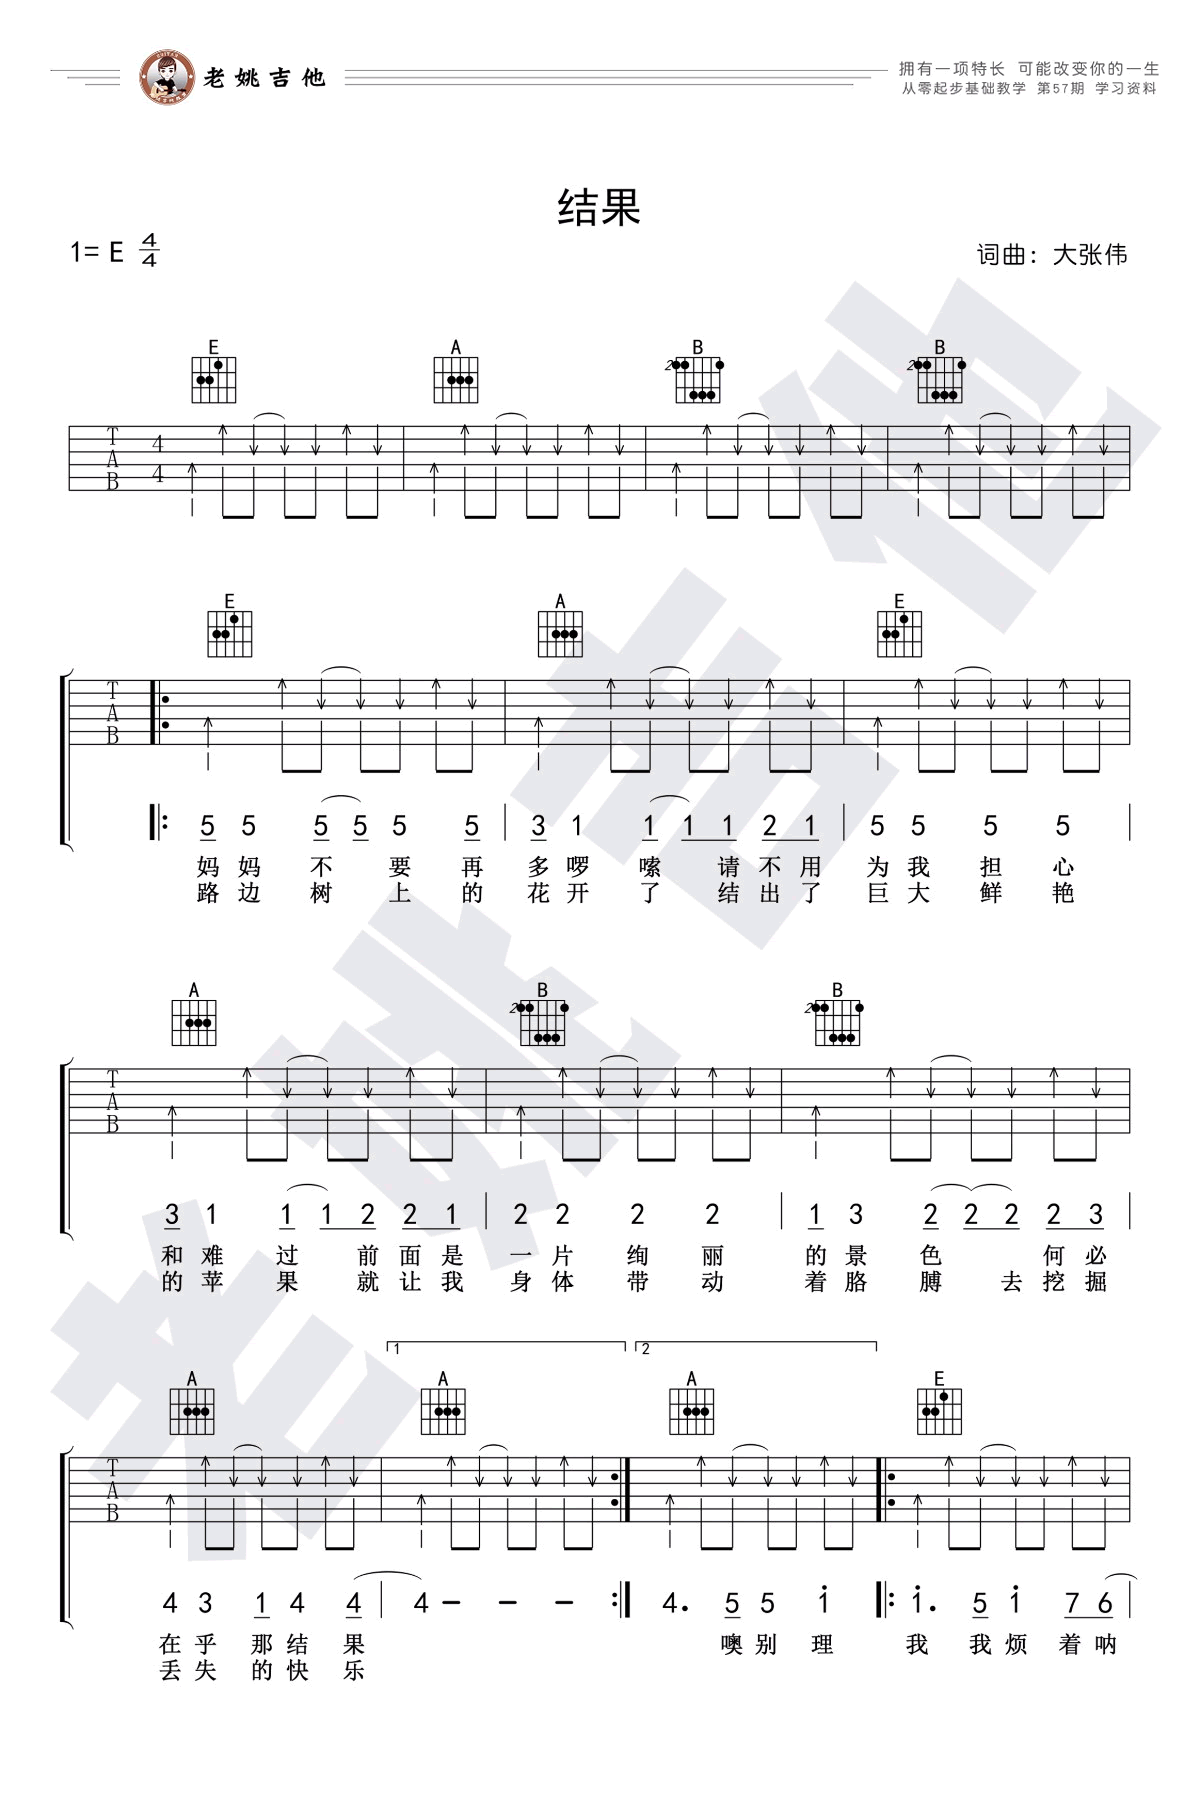 老姚吉他
拥有一项特长 可能改变你的一生
从零起步基础教学 第57期 学习资料
结果
1= E 4/4
词曲：大张伟
E A B B
2 2
T A B 4 4
E A E
T A B
5 5 5 5 5 5 3 1 1 1 1 2 1 5 5 5 5
妈妈 不 要 再 多啰 嗦 请不用 为我 担 心
路边 树 上 的 花开 了 结出了 巨大 鲜 艳
A B B
2 2
T A B
3 1 1 1 2 2 1 2 2 2 2 1 3 2 2 2 2 3
和难 过 前面是 一片 绚 丽 的景 色 何必
的苹 果 就让我 身体 带 动 着胳 膊 去挖掘
1 2
A A A E
T A B
4 3 1 4 4 4 – – – 4. 5 5 1 1. 5 1 7 6
在乎 那结 果 噢别 理 我 我烦 着呐
丢失 的快 乐
老姚吉他